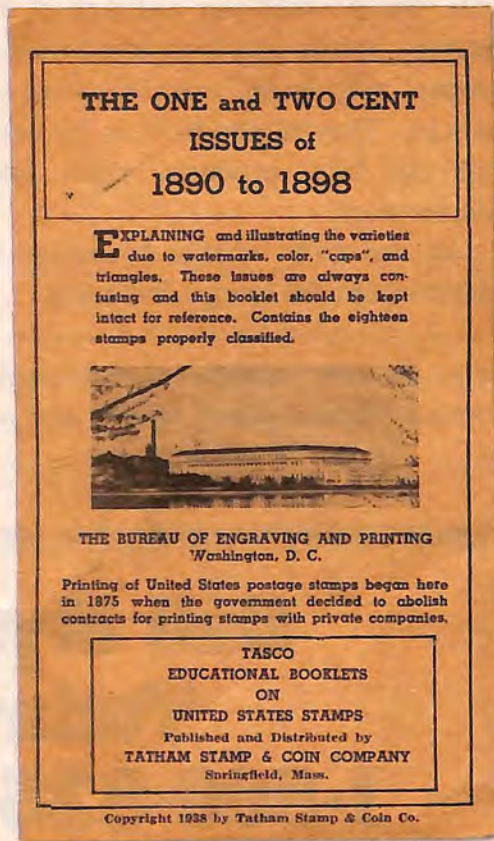 THE ONE and TWO CENT
ISSUES of
1890 to 1898
EXPLAINING and illustrating the varieties
due to watermarks, color, "caps", and
triangles. These issues are always con-
fusing and this booklet should be kept
intact for reference. Contains the eighteen
stamps properly classified.
THE BUREAU OF ENGRAVING AND PRINTING
Washington, D. C.
Printing of United States postage stamps began here
in 1875 when the government decided to abolish
contracts for printing stamps with private companies.
TASCO
EDUCATIONAL BOOKLETS
ON
UNITED STATES STAMPS
Published and Distributed by
TATHAM STAMP & COIN COMPANY
Springfield, Mass.
Copyright 1938 by Tatham Stamp & Coin Co.